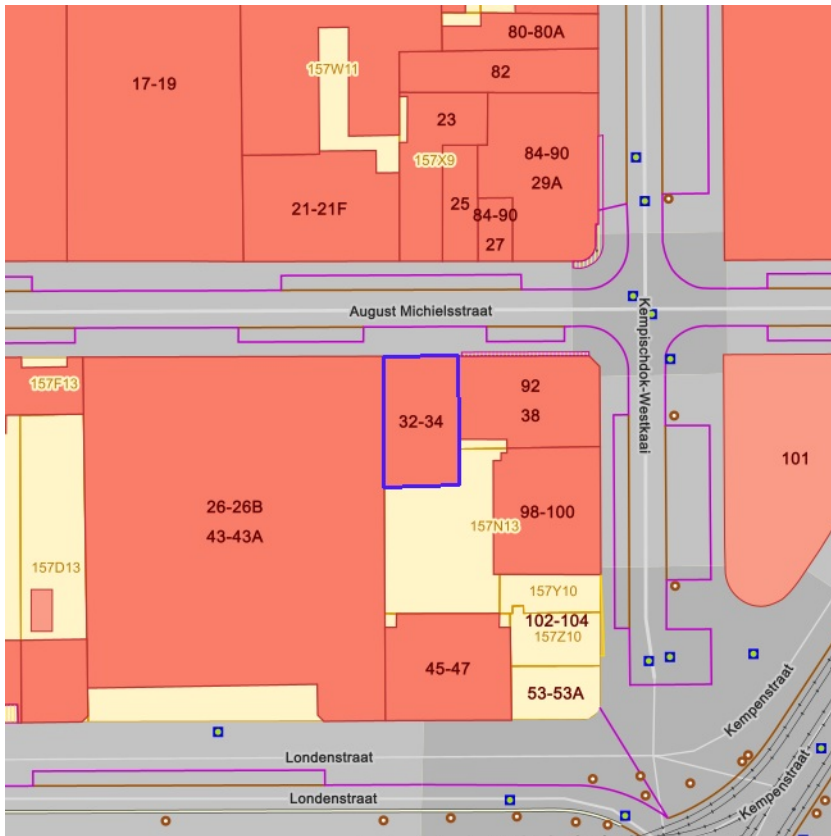 80-80A
17-19
157W11
82
23
84-90
157X9
29A
25
21-21F
84-90
27
August Michielsstraat
Kempischdok-Westkaai
157F13
92
32-34
38
101
26-26B
98-100
157N13
43-43A
157D13
157Y10
102-104
157Z10
45-47
53-53A
Kempenstraat
Londenstraat
Kempenstraat
Londenstraat